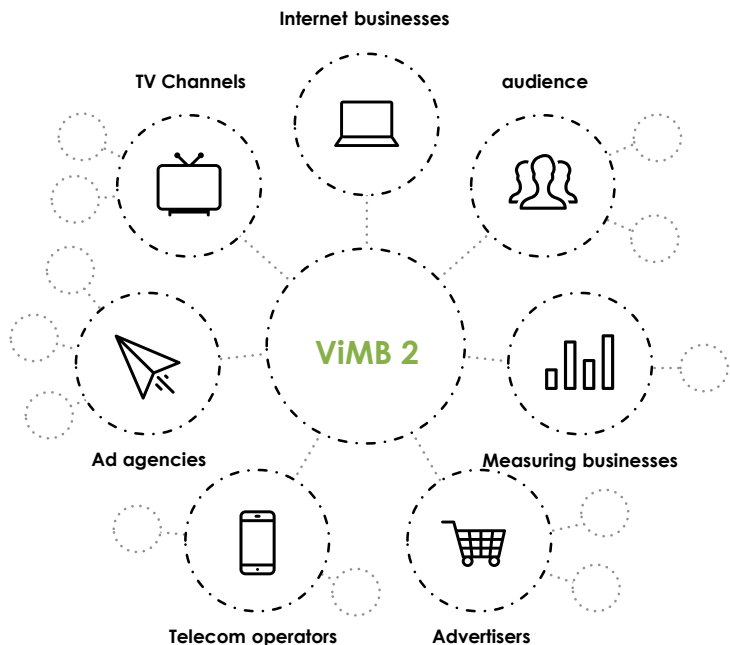 Internet businesses
TV Channels
audience
ViMB 2
Ad agencies
Measuring businesses
Telecom operators
Advertisers